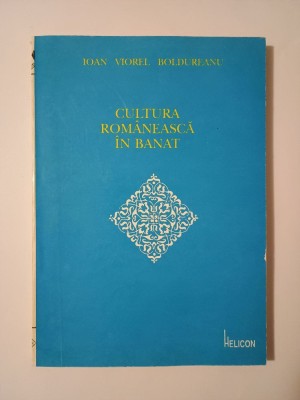 IOAN VIOREL BOLDUREANU
CULTURA
ROMÂNEASCĂ
ÎN BANAT
HELICON